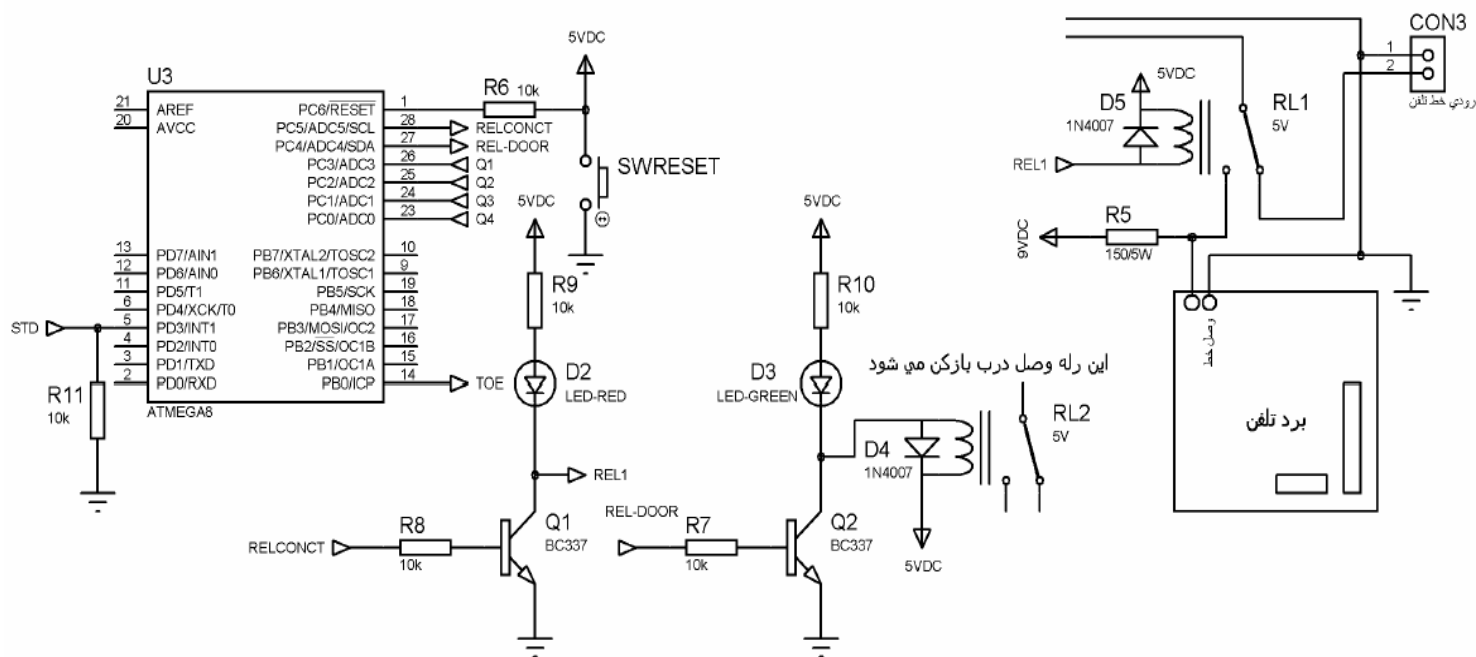 U3
21
AREF
20
AVCC
13
PD7/AIN1
12
PD6/AIN0
11
PD5/T1
6
PD4/XCK/T0
5
PD3/INT1
4
PD2/INT0
3
PD1/TXD
2
PD0/RXD
PC6/RESET
1
PC5/ADC5/SCL
28
PC4/ADC4/SDA
27
PC3/ADC3
26
PC2/ADC2
25
PC1/ADC1
24
PC0/ADC0
23
PB7/XTAL2/TOSC2
10
PB6/XTAL1/TOSC1
9
PB5/SCK
19
PB4/MISO
18
PB3/MOSI/OC2
17
PB2/SS/OC1B
16
PB1/OC1A
15
PB0/ICP
14
ATMEGA8
STD
R11
10k
R6
10k
5VDC
RELCONCT
REL-DOOR
Q1
Q2
Q3
Q4
SWRESET
TOE
5VDC
R9
10k
D2
LED-RED
REL1
Q1
BC337
RELCONCT
R8
10k
5VDC
R10
10k
D3
LED-GREEN
این رله وصل درب بازکن می شود
D4
1N4007
RL2
5V
5VDC
REL-DOOR
R7
10k
Q2
BC337
5VDC
D5
1N4007
REL1
RL1
5V
CON3
1
2
رودي خط تلفن
R5
150/5W
9VDC
وصل خط
برد تلفن